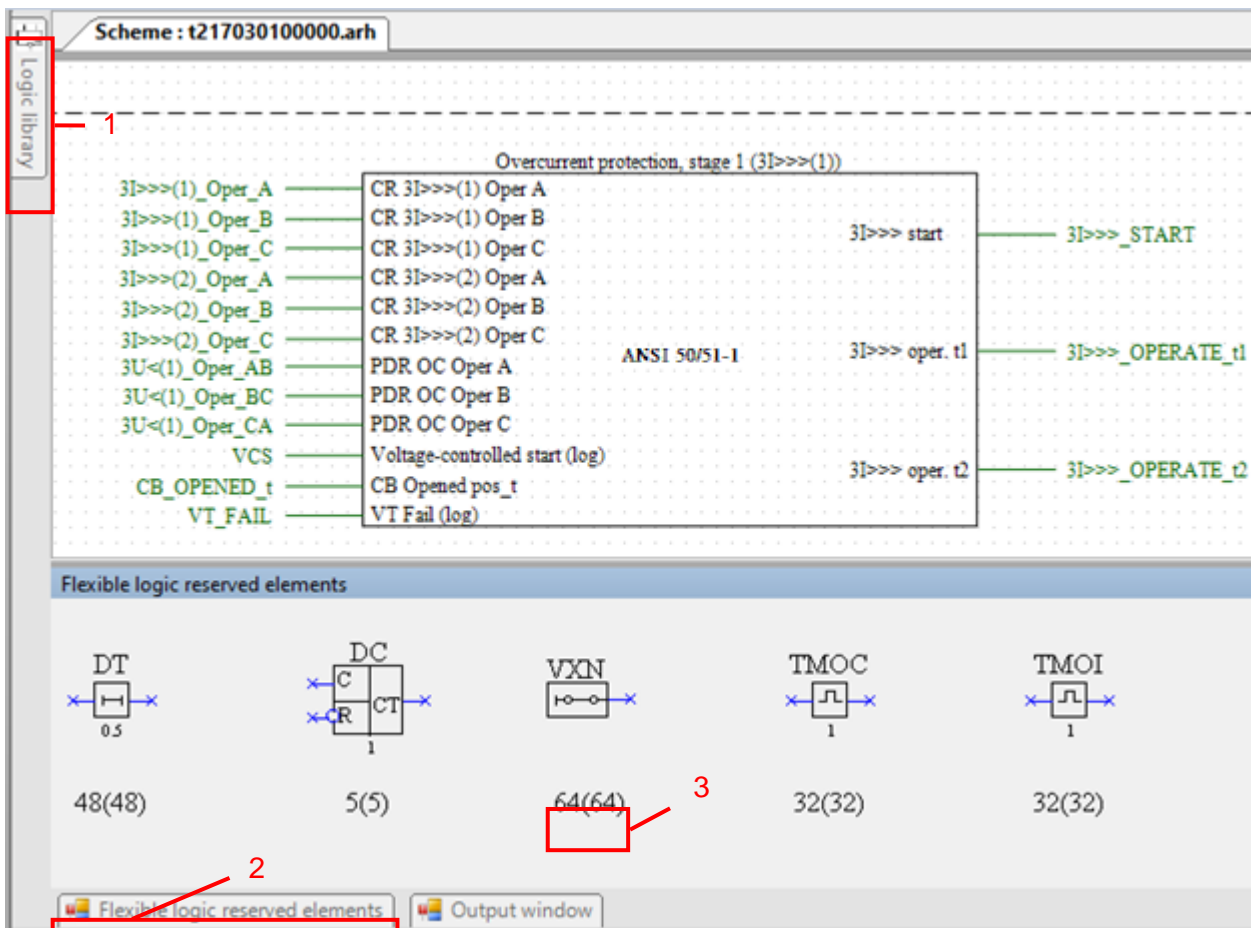 Scheme : t217030100000.arh
Logic library
1
Overcurrent protection, stage 1 (3I>>>(1))
3I>>>(1)_Oper_A CR 3I>>>(1) Oper A
3I>>>(1)_Oper_B CR 3I>>>(1) Oper B
3I>>> start 3I>>>_START
3I>>>(1)_Oper_C CR 3I>>>(1) Oper C
3I>>>(2)_Oper_A CR 3I>>>(2) Oper A
3I>>>(2)_Oper_B CR 3I>>>(2) Oper B
3I>>>(2)_Oper_C CR 3I>>>(2) Oper C
ANSI 50/51-1 3I>>> oper. t1 3I>>>_OPERATE_t1
3U<(1)_Oper_AB PDR OC Oper A
3U<(1)_Oper_BC PDR OC Oper B
3U<(1)_Oper_CA PDR OC Oper C
VCS Voltage-controlled start (log)
3I>>> oper. t2 3I>>>_OPERATE_t2
CB_OPENED_t CB Opened pos_t
VT_FAIL VT Fail (log)
Flexible logic reserved elements
DT DC VXN TMOC TMOI
C
CT
R
0.5 1 1 1
48(48) 5(5) 64(64) 32(32) 32(32)
3
2
Flexible logic reserved elements Output window